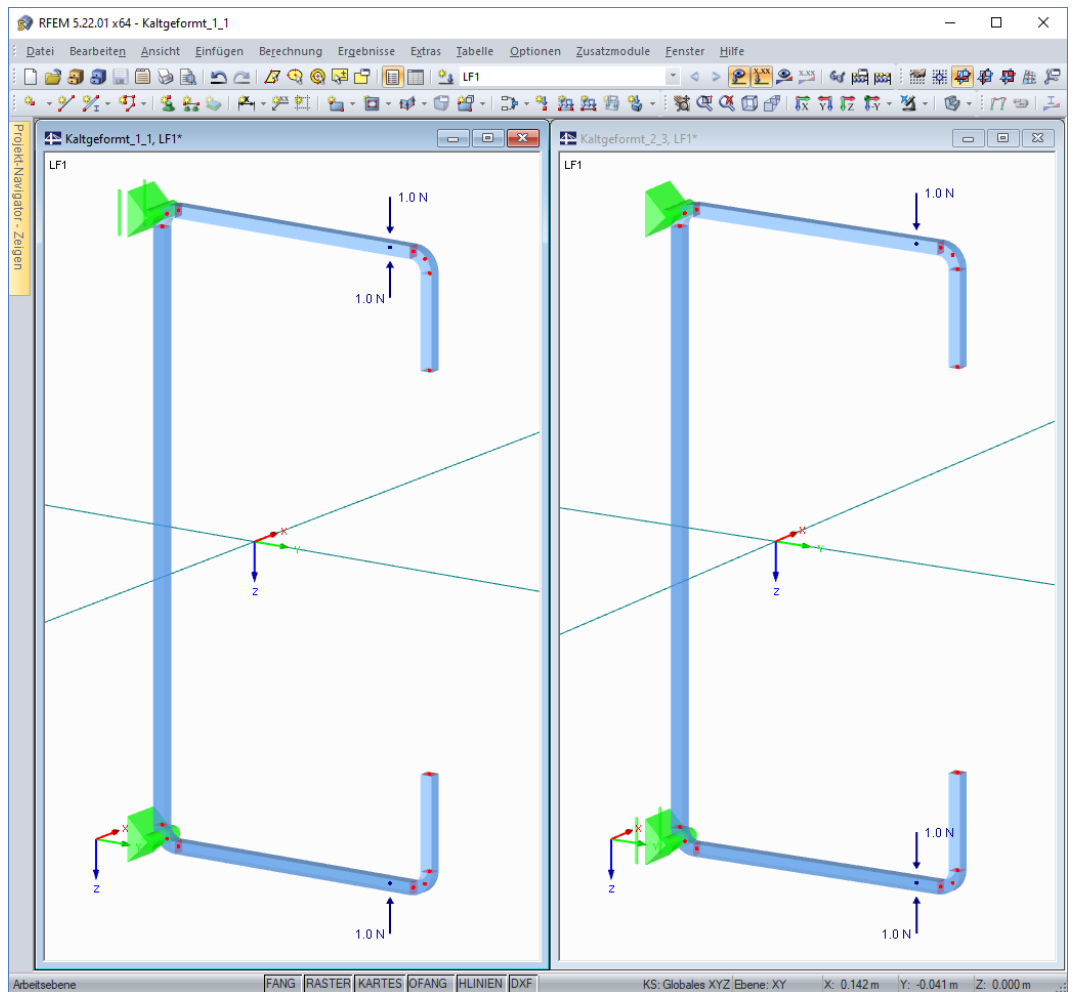 RFEM 5.22.01 x64 - Kaltgeformt_1_1
Datei Bearbeiten Ansicht Einfügen Berechnung Ergebnisse Extras Tabelle Optionen Zusatzmodule Fenster Hilfe
LF1
Projekt-Navigator - Zeigen
Kaltgeformt_1_1, LF1*
LF1
1.0 N
1.0 N
X
Y
Z
X
Y
Z
1.0 N
Kaltgeformt_2_3, LF1*
LF1
1.0 N
X
Y
Z
X
Y
Z
1.0 N
1.0 N
Arbeitsebene FANG RASTER KARTES OFANG HLINIEN DXF KS: Globales XYZ Ebene: XY X: 0.142 m Y: -0.041 m Z: 0.000 m